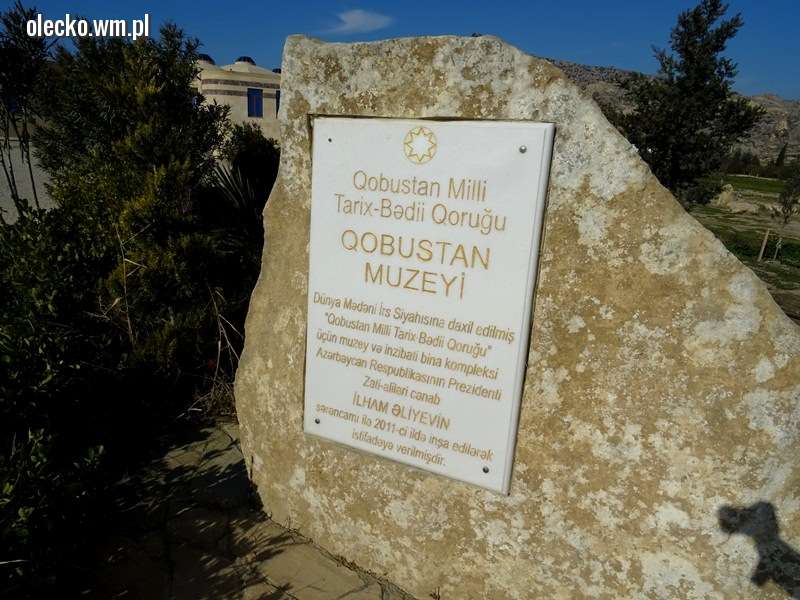 olecko.wm.pl
Qobustan Milli
Tarix-Bədii Qoruğu
QOBUSTAN
MUZEYİ
Dünya Mədəni İrs Siyahısına daxil edilmiş
"Qobustan Milli Tarix Bədii Qoruğu"
üçün muzey və inzibati bina kompleksi
Azərbaycan Respublikasının Prezidenti
Zati-aliləri cənab
İLHAM ƏLİYEVİN
sərəncamı ilə 2011-ci ildə inşa edilərək
istifadəyə verilmişdir.